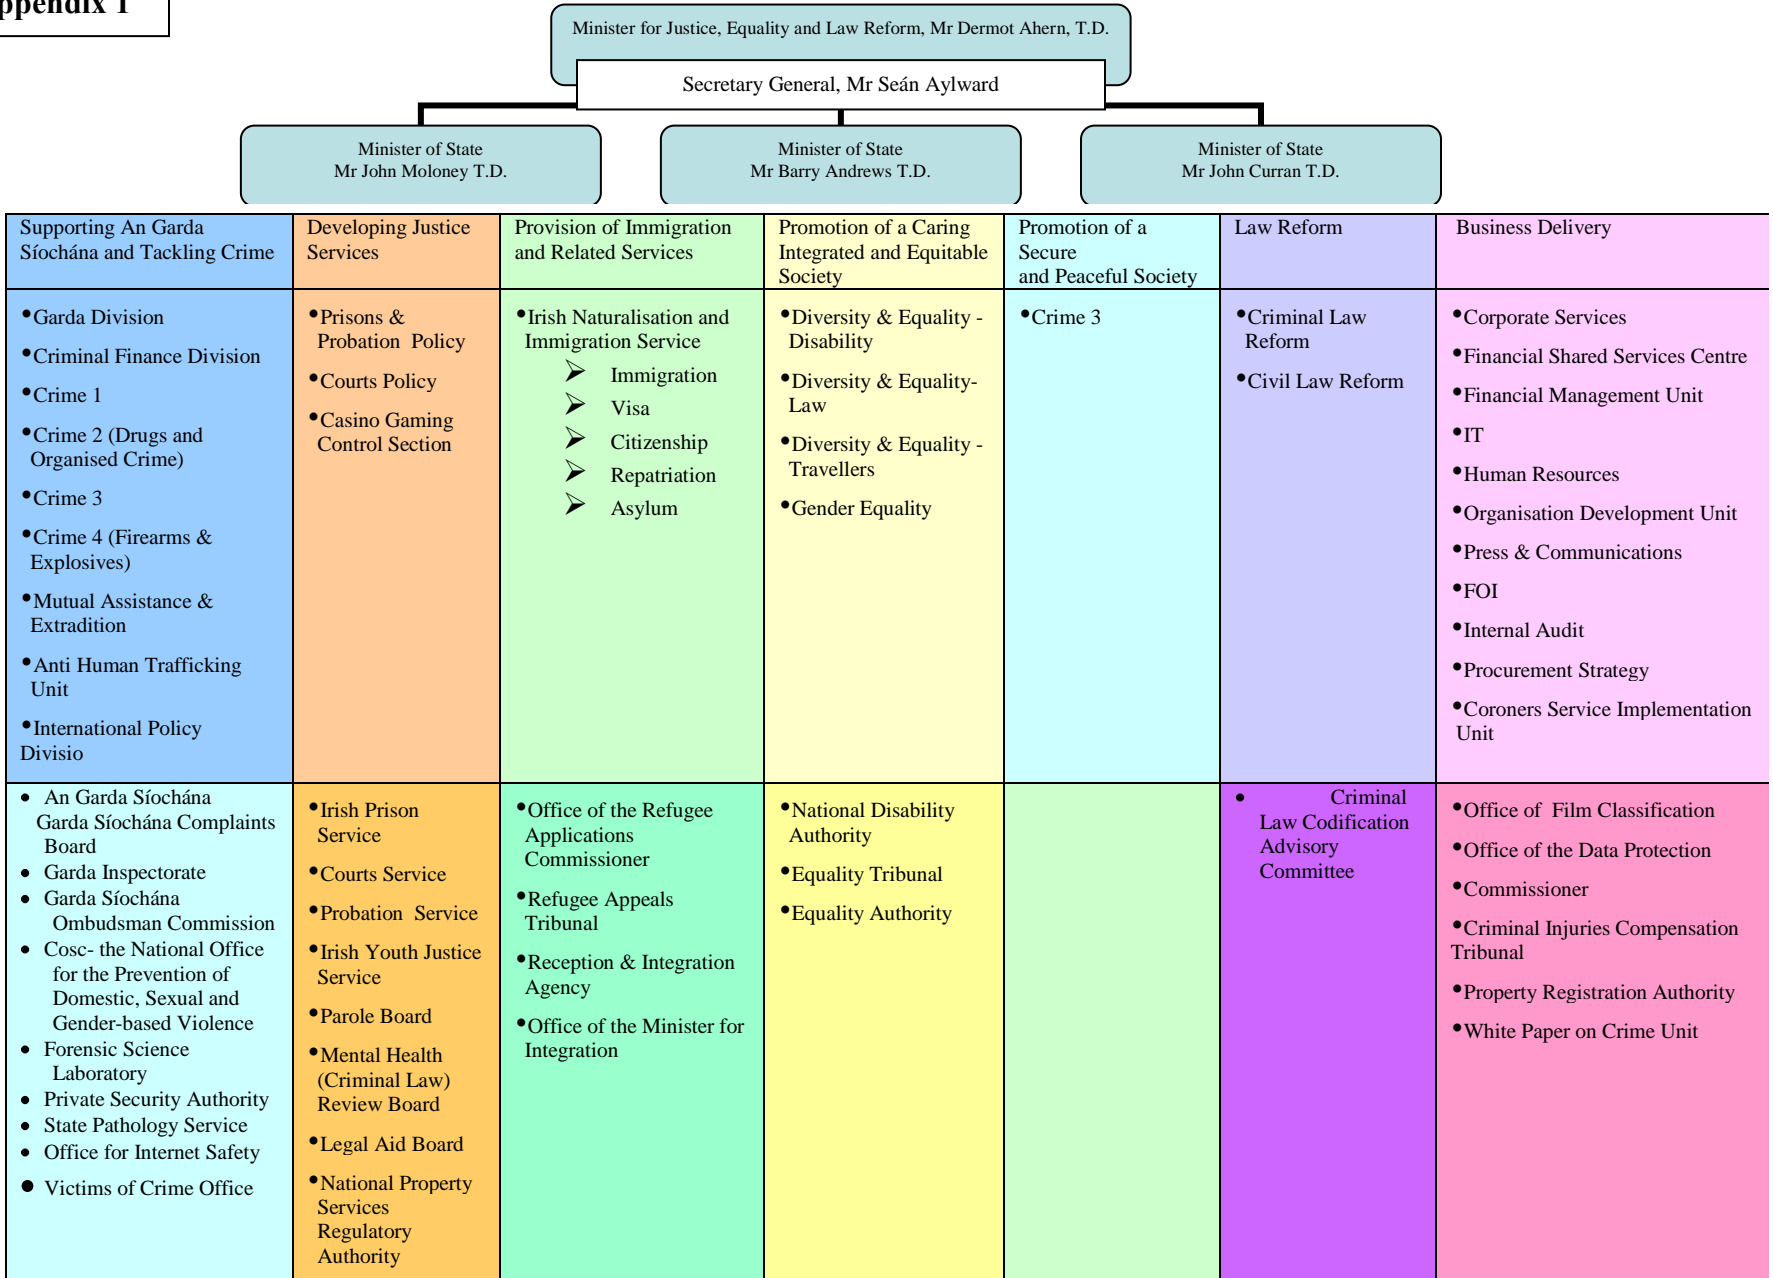 ppendix 1
Minister for Justice, Equality and Law Reform, Mr Dermot Ahern, T.D.
Secretary General, Mr Seán Aylward
Minister of State
Mr John Moloney T.D.
Minister of State
Mr Barry Andrews T.D.
Minister of State
Mr John Curran T.D.
Supporting An Garda
Síochána and Tackling Crime
Developing Justice
Services
Provision of Immigration
and Related Services
Promotion of a Caring
Integrated and Equitable
Society
Promotion of a
Secure
and Peaceful Society
Law Reform
Business Delivery
•Garda Division
•Criminal Finance Division
•Crime 1
•Crime 2 (Drugs and
Organised Crime)
•Crime 3
•Crime 4 (Firearms &
Explosives)
•Mutual Assistance &
Extradition
•Anti Human Trafficking
Unit
•International Policy
Divisio
•Prisons &
Probation Policy
•Courts Policy
•Casino Gaming
Control Section
•Irish Naturalisation and
Immigration Service
➢ Immigration
➢ Visa
➢ Citizenship
➢ Repatriation
➢ Asylum
•Diversity & Equality -
Disability
•Diversity & Equality-
Law
•Diversity & Equality -
Travellers
•Gender Equality
•Crime 3
•Criminal Law
Reform
•Civil Law Reform
•Corporate Services
•Financial Shared Services Centre
•Financial Management Unit
•IT
•Human Resources
•Organisation Development Unit
•Press & Communications
•FOI
•Internal Audit
•Procurement Strategy
•Coroners Service Implementation
Unit
• An Garda Síochána
Garda Síochána Complaints
Board
• Garda Inspectorate
• Garda Síochána
Ombudsman Commission
• Cosc- the National Office
for the Prevention of
Domestic, Sexual and
Gender-based Violence
• Forensic Science
Laboratory
• Private Security Authority
• State Pathology Service
• Office for Internet Safety
• Victims of Crime Office
•Irish Prison
Service
•Courts Service
•Probation Service
•Irish Youth Justice
Service
•Parole Board
•Mental Health
(Criminal Law)
Review Board
•Legal Aid Board
•National Property
Services
Regulatory
Authority
•Office of the Refugee
Applications
Commissioner
•Refugee Appeals
Tribunal
•Reception & Integration
Agency
•Office of the Minister for
Integration
•National Disability
Authority
•Equality Tribunal
•Equality Authority
• Criminal
Law Codification
Advisory
Committee
•Office of Film Classification
•Office of the Data Protection
•Commissioner
•Criminal Injuries Compensation
Tribunal
•Property Registration Authority
•White Paper on Crime Unit